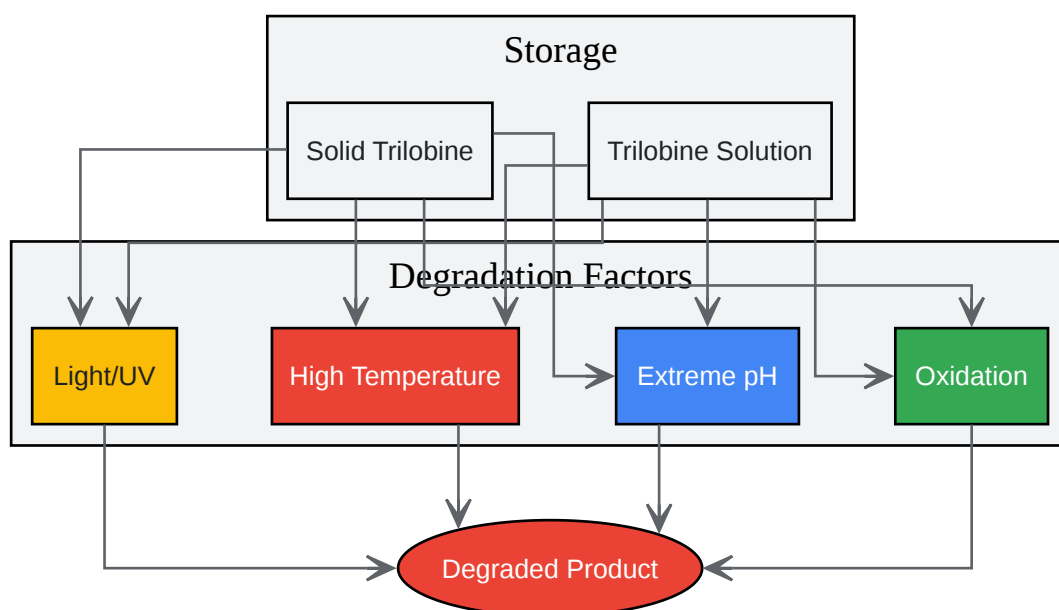 Storage
Solid Trilobine
Trilobine Solution
Degradation Factors
Light/UV
High Temperature
Extreme pH
Oxidation
Degraded Product